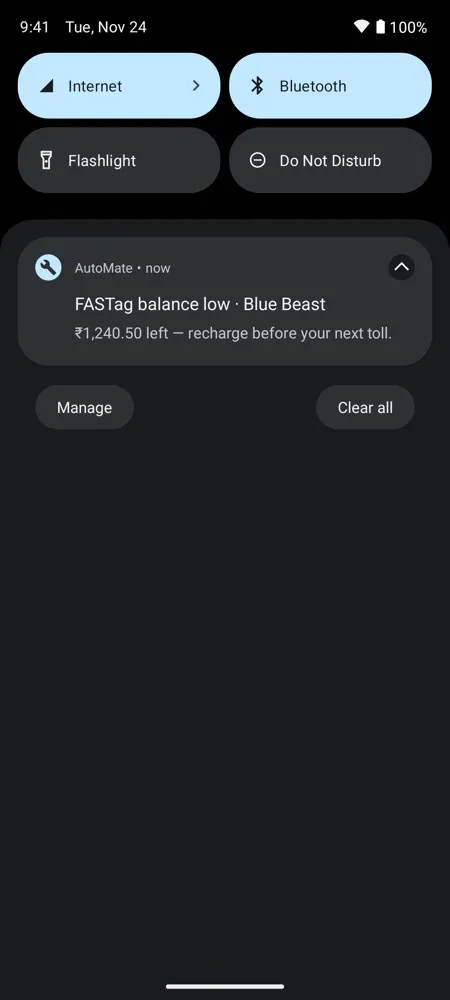 9:41 Tue, Nov 24 100%
Internet
Bluetooth
Flashlight
Do Not Disturb
AutoMate • now
FASTag balance low · Blue Beast
₹1,240.50 left — recharge before your next toll.
Manage
Clear all